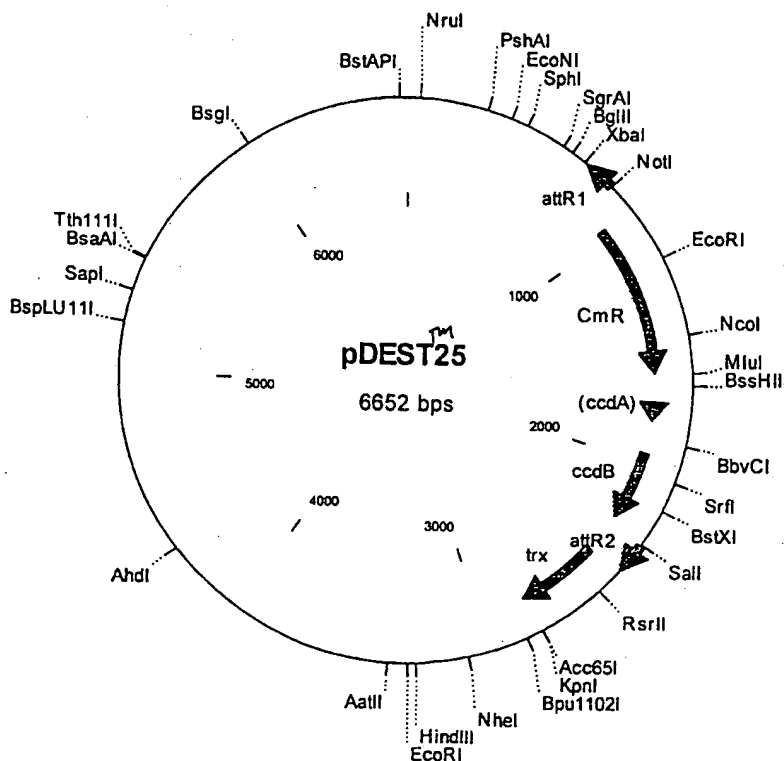 NruI
BstAPI
PshAI
EcoNI
SphI
SgrAI
BglII
XbaI
NotI
BsgI
attR1
EcoRI
Tth111I
BsaAI
SapI
BspLU11I
6000
1000
CmR
NcoI
MluI
BssHII
pDEST25™
6652 bps
5000
(ccdA)
2000
ccdB
BbvCI
SrfI
BstXI
4000
3000
trx
attR2
SalI
AhdI
RsrII
Acc65I
KpnI
Bpu1102I
AatII
NheI
HindIII
EcoRI